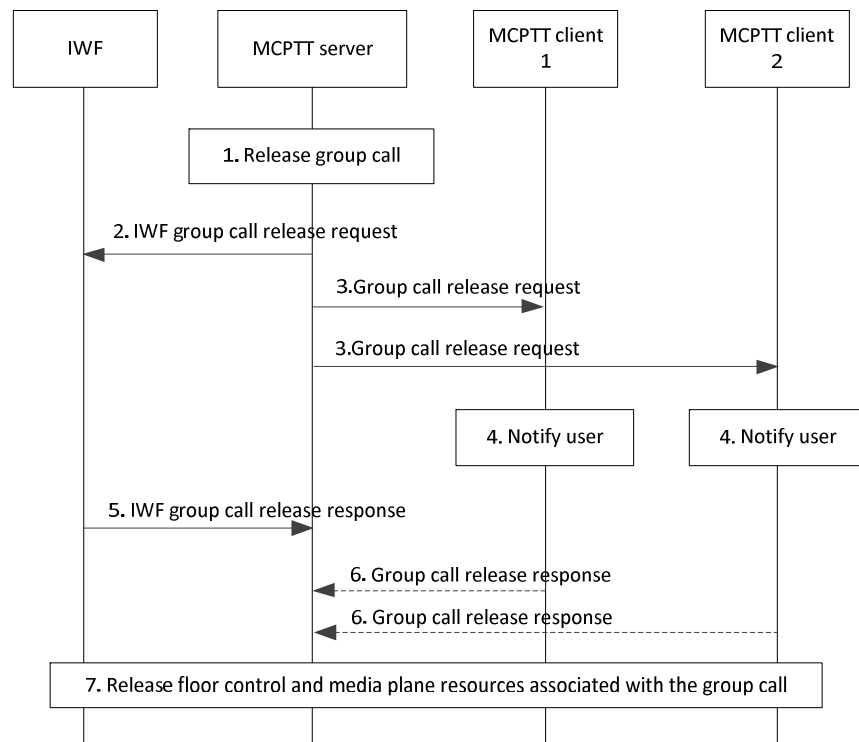 IWF
MCPTT server
MCPTT client
1
MCPTT client
2
1. Release group call
2. IWF group call release request
3.Group call release request
3.Group call release request
4. Notify user
4. Notify user
5. IWF group call release response
6. Group call release response
6. Group call release response
7. Release floor control and media plane resources associated with the group call